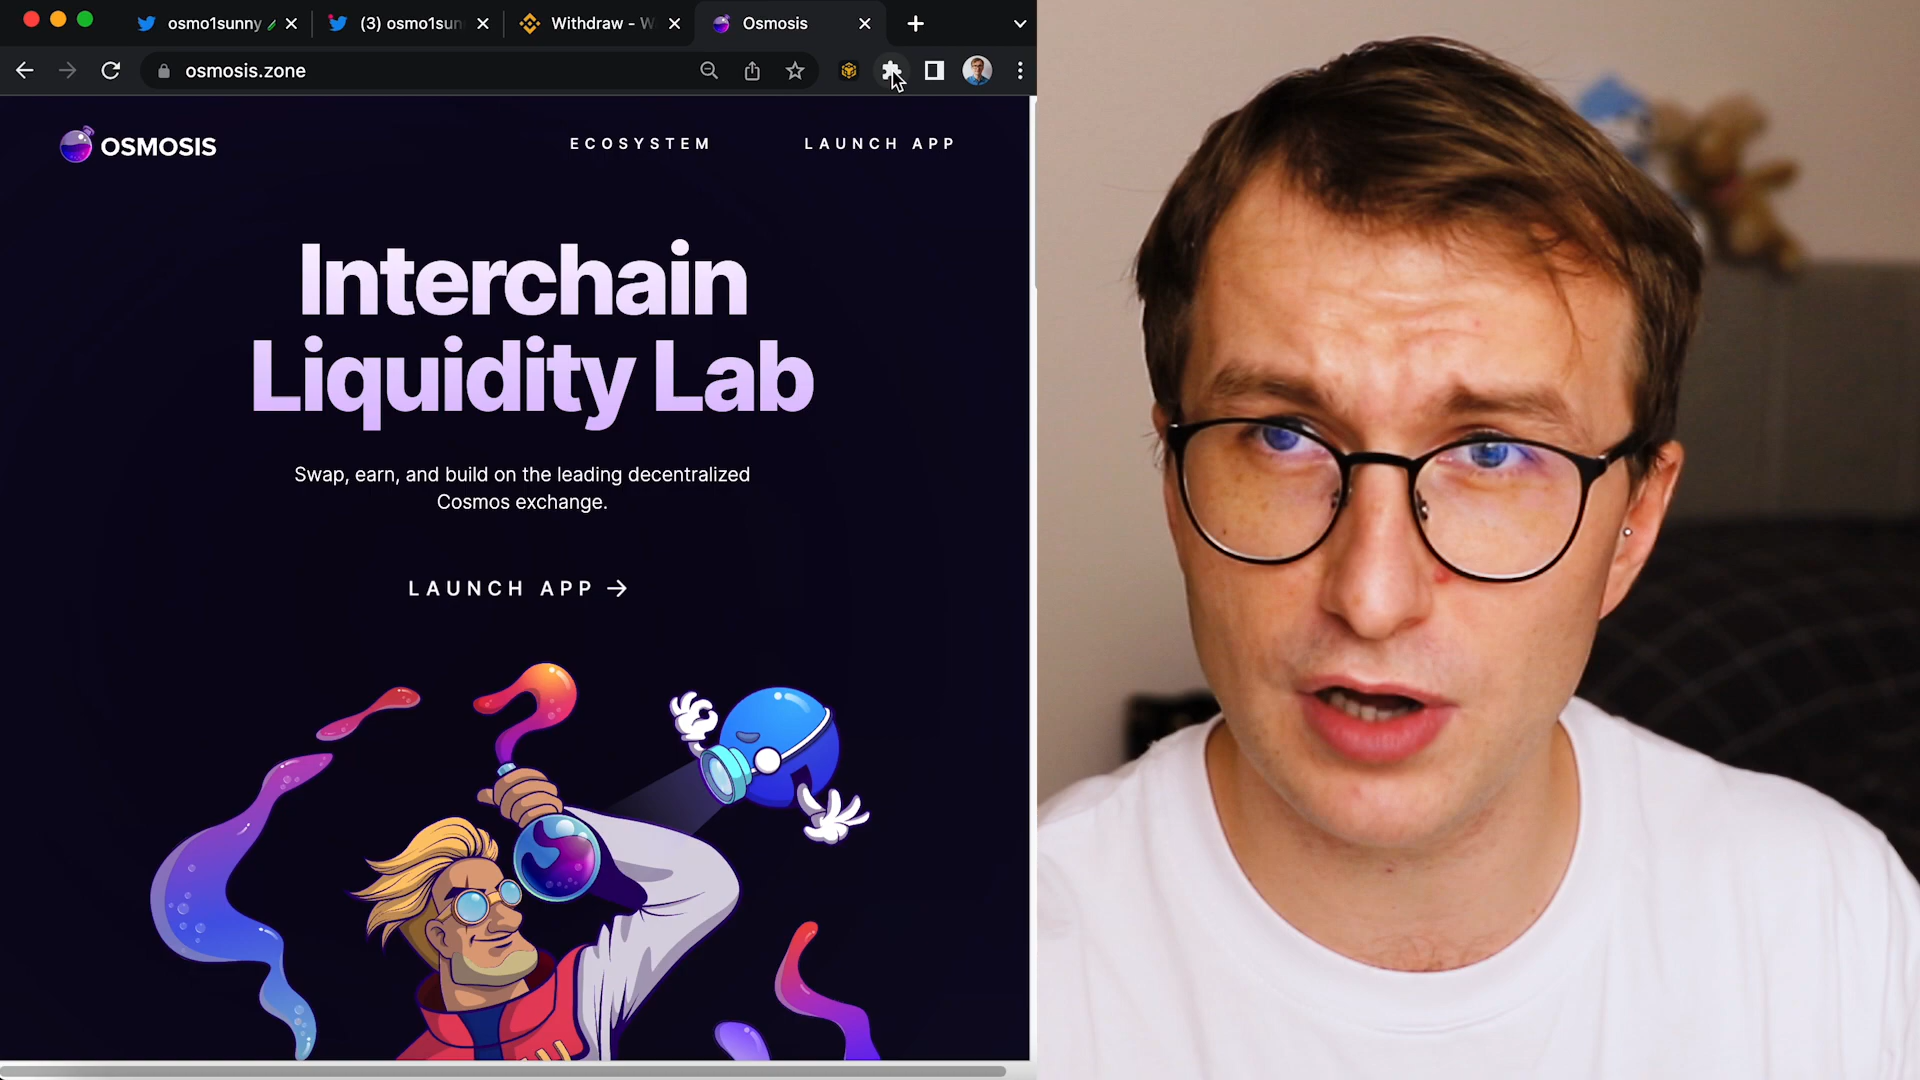 osmo1sunny
(3) osmo1sun
Withdraw - W
Osmosis
osmosis.zone
OSMOSIS
ECOSYSTEM
LAUNCH APP
Interchain
Liquidity Lab
Swap, earn, and build on the leading decentralized
Cosmos exchange.
LAUNCH APP →